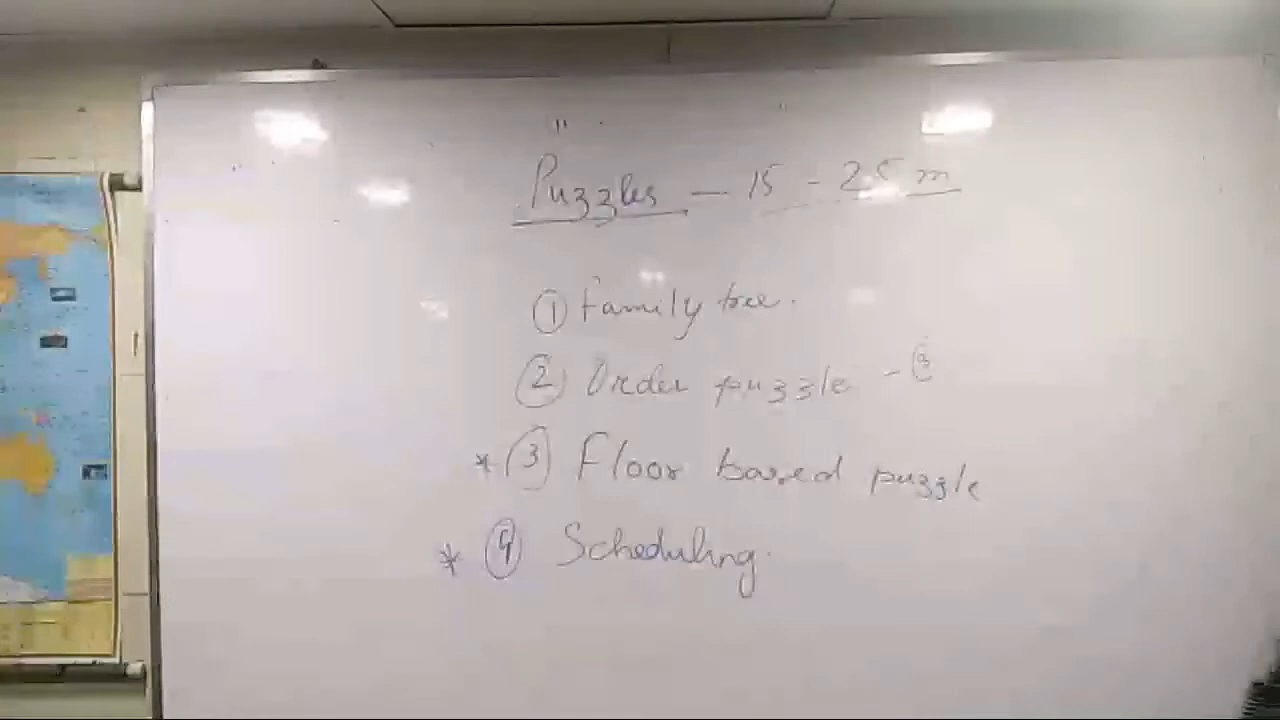 Puzzles — 15 - 25 m
① Family tree.
② Order puzzle -
* ③ Floor based puzzle
* ④ Scheduling.